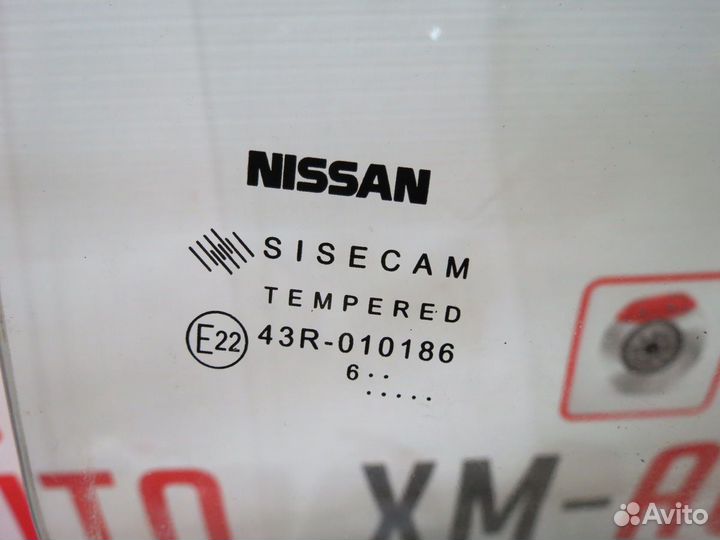 NISSAN
SISECAM
TEMPERED
E22 43R-010186
6..
.....
XM-A
Avito